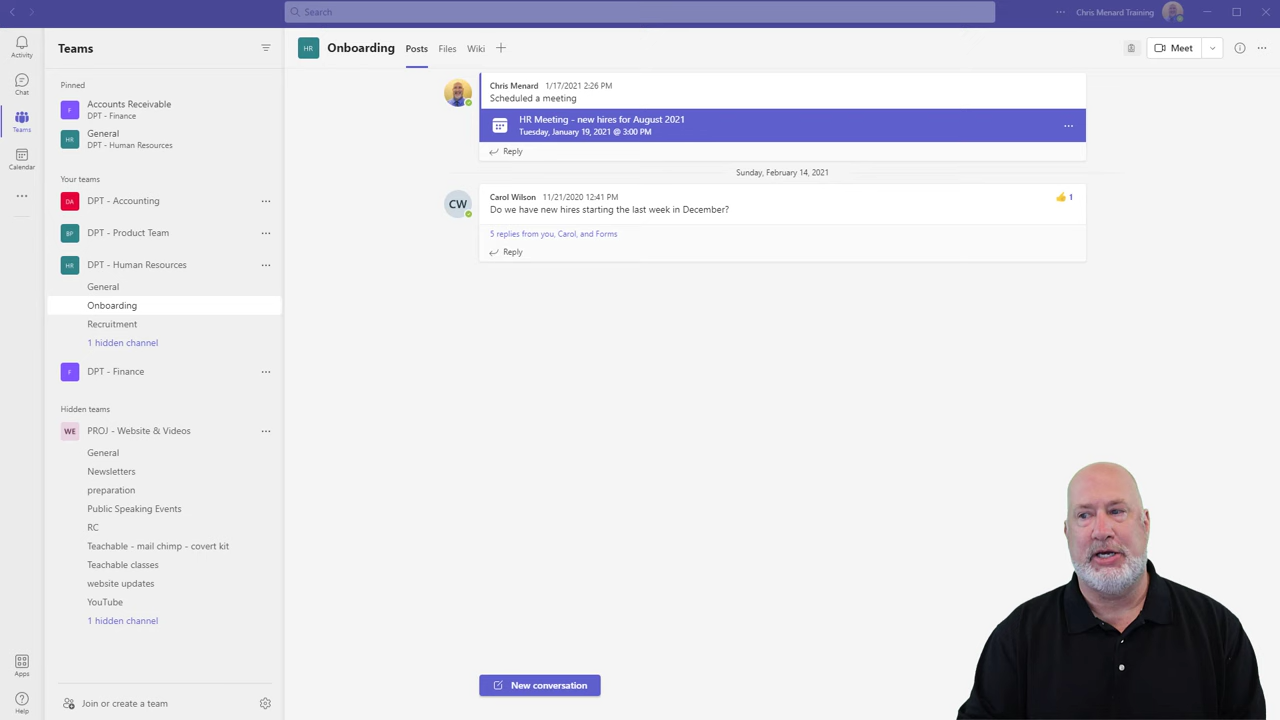 Search
Chris Menard Training
Activity
Chat
Teams
Calendar
Apps
Help
Teams
Pinned
F
Accounts Receivable
DPT - Finance
HR
General
DPT - Human Resources
Your teams
DA
DPT - Accounting
BP
DPT - Product Team
HR
DPT - Human Resources
General
Onboarding
Recruitment
1 hidden channel
F
DPT - Finance
Hidden teams
WE
PROJ - Website & Videos
General
Newsletters
preparation
Public Speaking Events
RC
Teachable - mail chimp - covert kit
Teachable classes
website updates
YouTube
1 hidden channel
Join or create a team
HR
Onboarding
Posts
Files
Wiki
Meet
Chris Menard 1/17/2021 2:26 PM
Scheduled a meeting
HR Meeting - new hires for August 2021
Tuesday, January 19, 2021 @ 3:00 PM
Reply
Sunday, February 14, 2021
CW
Carol Wilson 11/21/2020 12:41 PM
1
Do we have new hires starting the last week in December?
5 replies from you, Carol, and Forms
Reply
New conversation